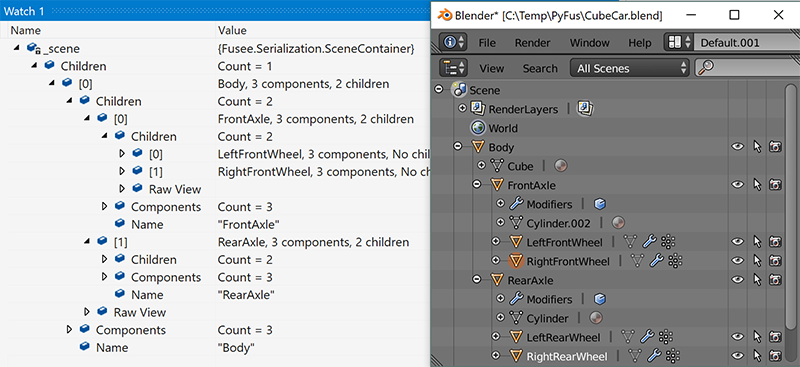 Watch 1
Name Value
_scene {Fusee.Serialization.SceneContainer}
Children Count = 1
[0] Body, 3 components, 2 children
Children Count = 2
[0] FrontAxle, 3 components, 2 children
Children Count = 2
[0] LeftFrontWheel, 3 components, No chi
[1] RightFrontWheel, 3 components, No c
Raw View
Components Count = 3
Name "FrontAxle"
[1] RearAxle, 3 components, 2 children
Children Count = 2
Components Count = 3
Name "RearAxle"
Raw View
Components Count = 3
Name "Body"
Blender* [C:\Temp\PyFus\CubeCar.blend]
File Render Window Help Default.001
View Search All Scenes
Scene
RenderLayers |
World
Body
Cube |
FrontAxle
Modifiers |
Cylinder.002 |
LeftFrontWheel |
RightFrontWheel |
RearAxle
Modifiers |
Cylinder |
LeftRearWheel |
RightRearWheel |